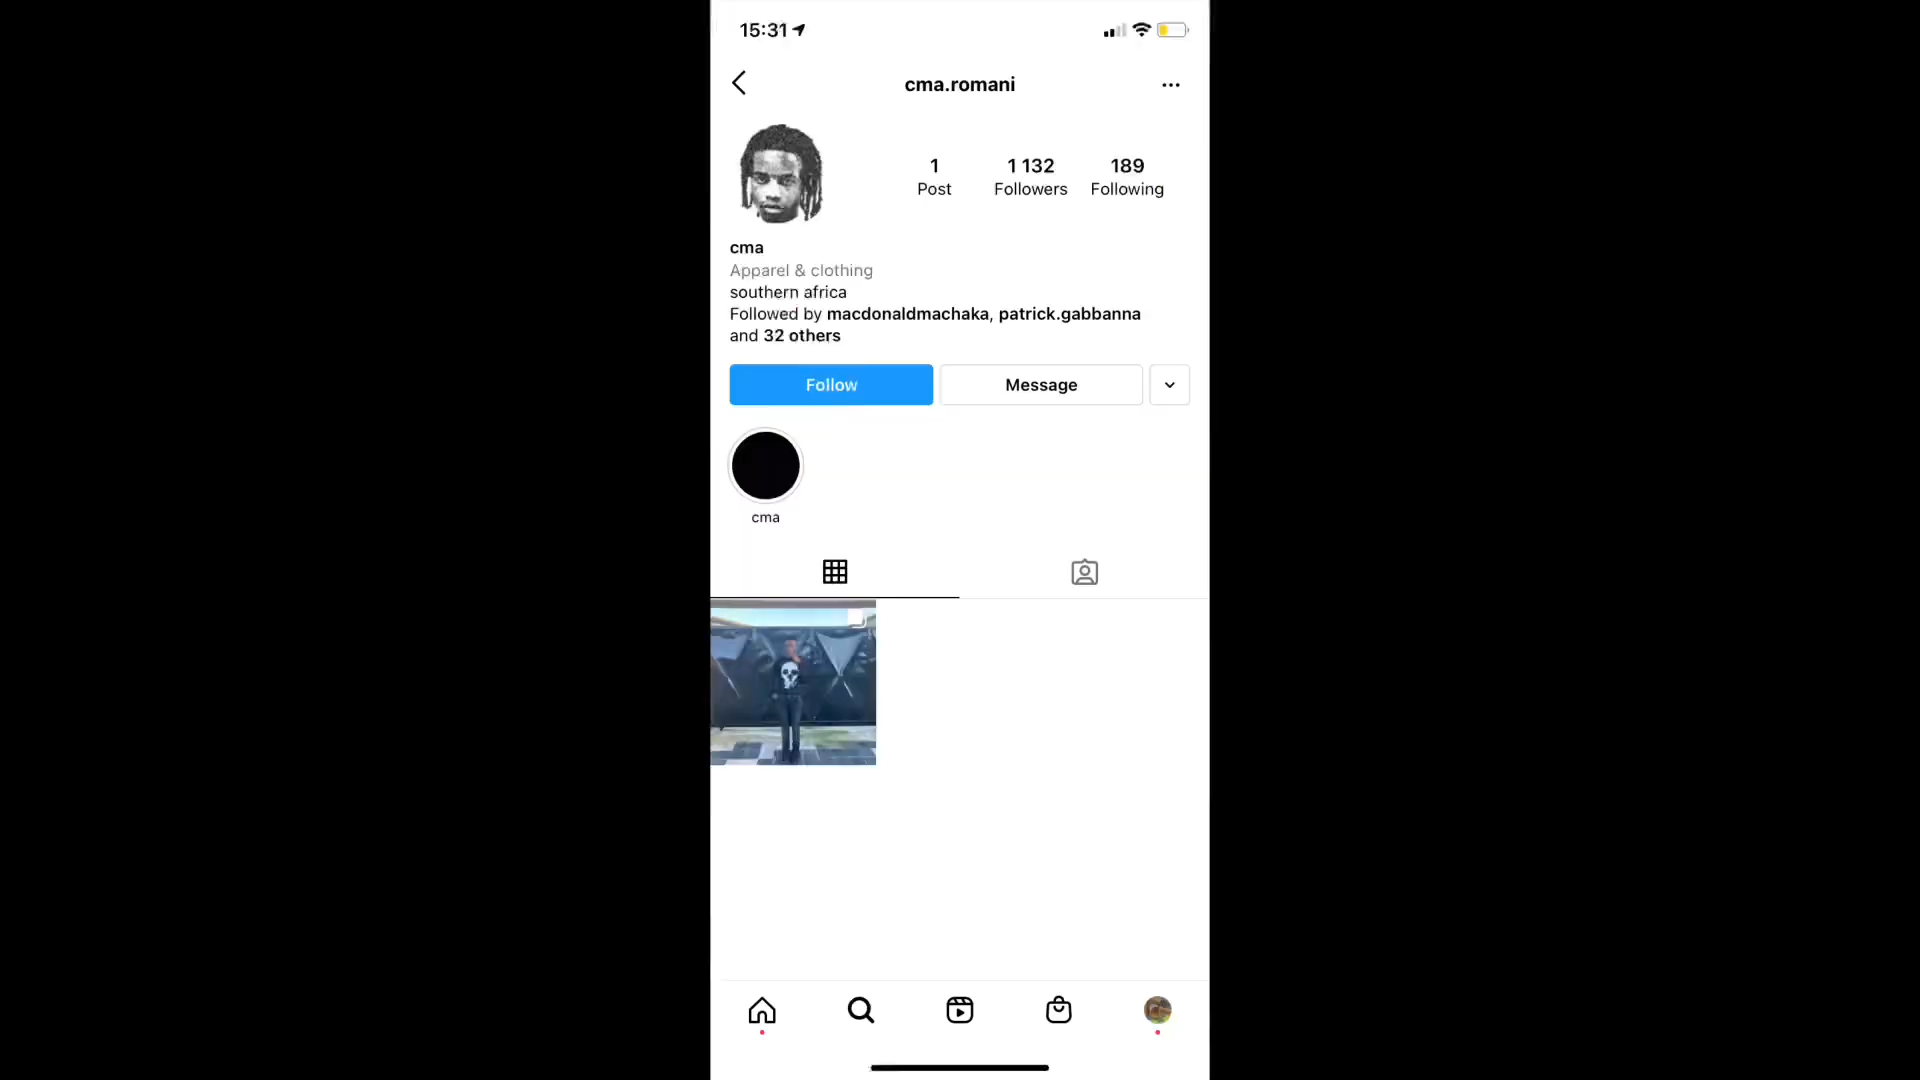 15:31
cma.romani
1 1 132 189
Post Followers Following
cma
Apparel & clothing
southern africa
Followed by macdonaldmachaka, patrick.gabbanna
and 32 others
Follow Message
cma